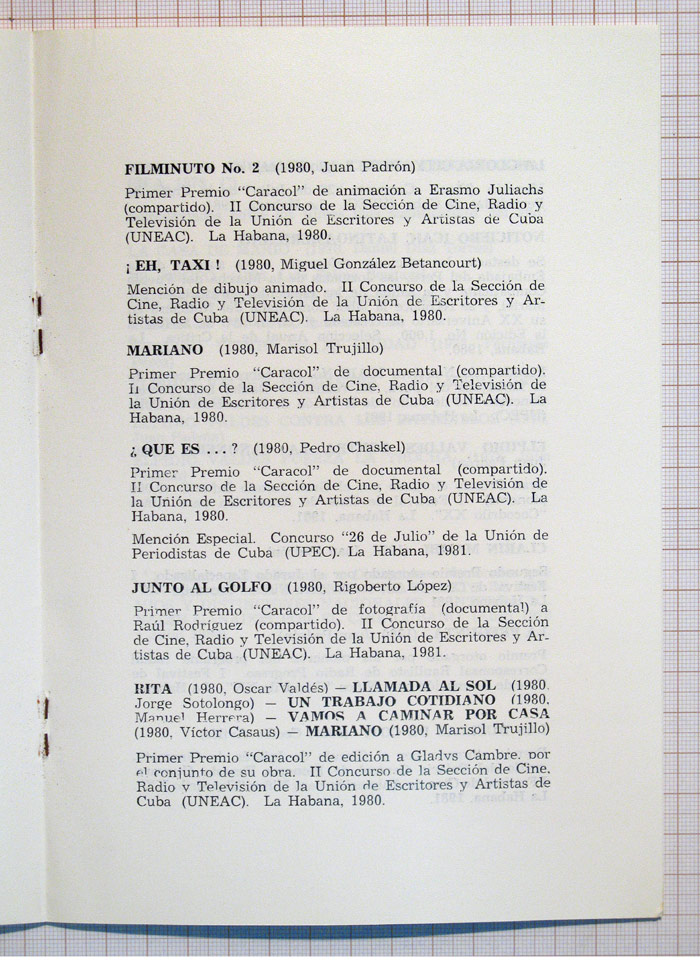 FILMINUTO No. 2 (1980, Juan Padrón)
Primer Premio “Caracol” de animación a Erasmo Juliachs
(compartido). II Concurso de la Sección de Cine, Radio y
Televisión de la Unión de Escritores y Artistas de Cuba
(UNEAC). La Habana, 1980.
¡ EH, TAXI ! (1980, Miguel González Betancourt)
Mención de dibujo animado. II Concurso de la Sección de
Cine, Radio y Televisión de la Unión de Escritores y Ar-
tistas de Cuba (UNEAC). La Habana, 1980.
MARIANO (1980, Marisol Trujillo)
Primer Premio “Caracol” de documental (compartido).
II Concurso de la Sección de Cine, Radio y Televisión de
la Unión de Escritores y Artistas de Cuba (UNEAC). La
Habana, 1980.
¿ QUE ES . . . ? (1980, Pedro Chaskel)
Primer Premio “Caracol” de documental (compartido).
II Concurso de la Sección de Cine, Radio y Televisión de
la Unión de Escritores y Artistas de Cuba (UNEAC). La
Habana, 1980.
Mención Especial. Concurso “26 de Julio” de la Unión de
Periodistas de Cuba (UPEC). La Habana, 1981.
JUNTO AL GOLFO (1980, Rigoberto López)
Primer Premio “Caracol” de fotografía (documental) a
Raúl Rodríguez (compartido). II Concurso de la Sección
de Cine, Radio y Televisión de la Unión de Escritores y Ar-
tistas de Cuba (UNEAC). La Habana, 1981.
RITA (1980, Oscar Valdés) — LLAMADA AL SOL (1980,
Jorge Sotolongo) — UN TRABAJO COTIDIANO (1980,
Manuel Herrera) — VAMOS A CAMINAR POR CASA
(1980, Víctor Casaus) — MARIANO (1980, Marisol Trujillo)
Primer Premio “Caracol” de edición a Gladys Cambre, por
el conjunto de su obra. II Concurso de la Sección de Cine,
Radio y Televisión de la Unión de Escritores y Artistas de
Cuba (UNEAC). La Habana, 1980.